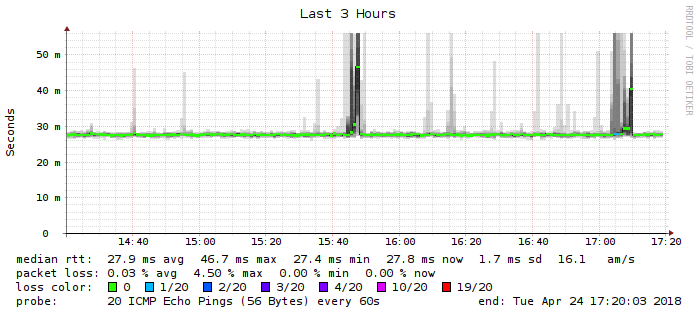 Last 3 Hours
RRDTOOL / TOBI OETIKER
Seconds
50 m
40 m
30 m
20 m
10 m
0
14:40 15:00 15:20 15:40 16:00 16:20 16:40 17:00 17:20
median rtt: 27.9 ms avg 46.7 ms max 27.4 ms min 27.8 ms now 1.7 ms sd 16.1 am/s
packet loss: 0.03 % avg 4.50 % max 0.00 % min 0.00 % now
loss color: 0 1/20 2/20 3/20 4/20 10/20 19/20
probe: 20 ICMP Echo Pings (56 Bytes) every 60s end: Tue Apr 24 17:20:03 2018